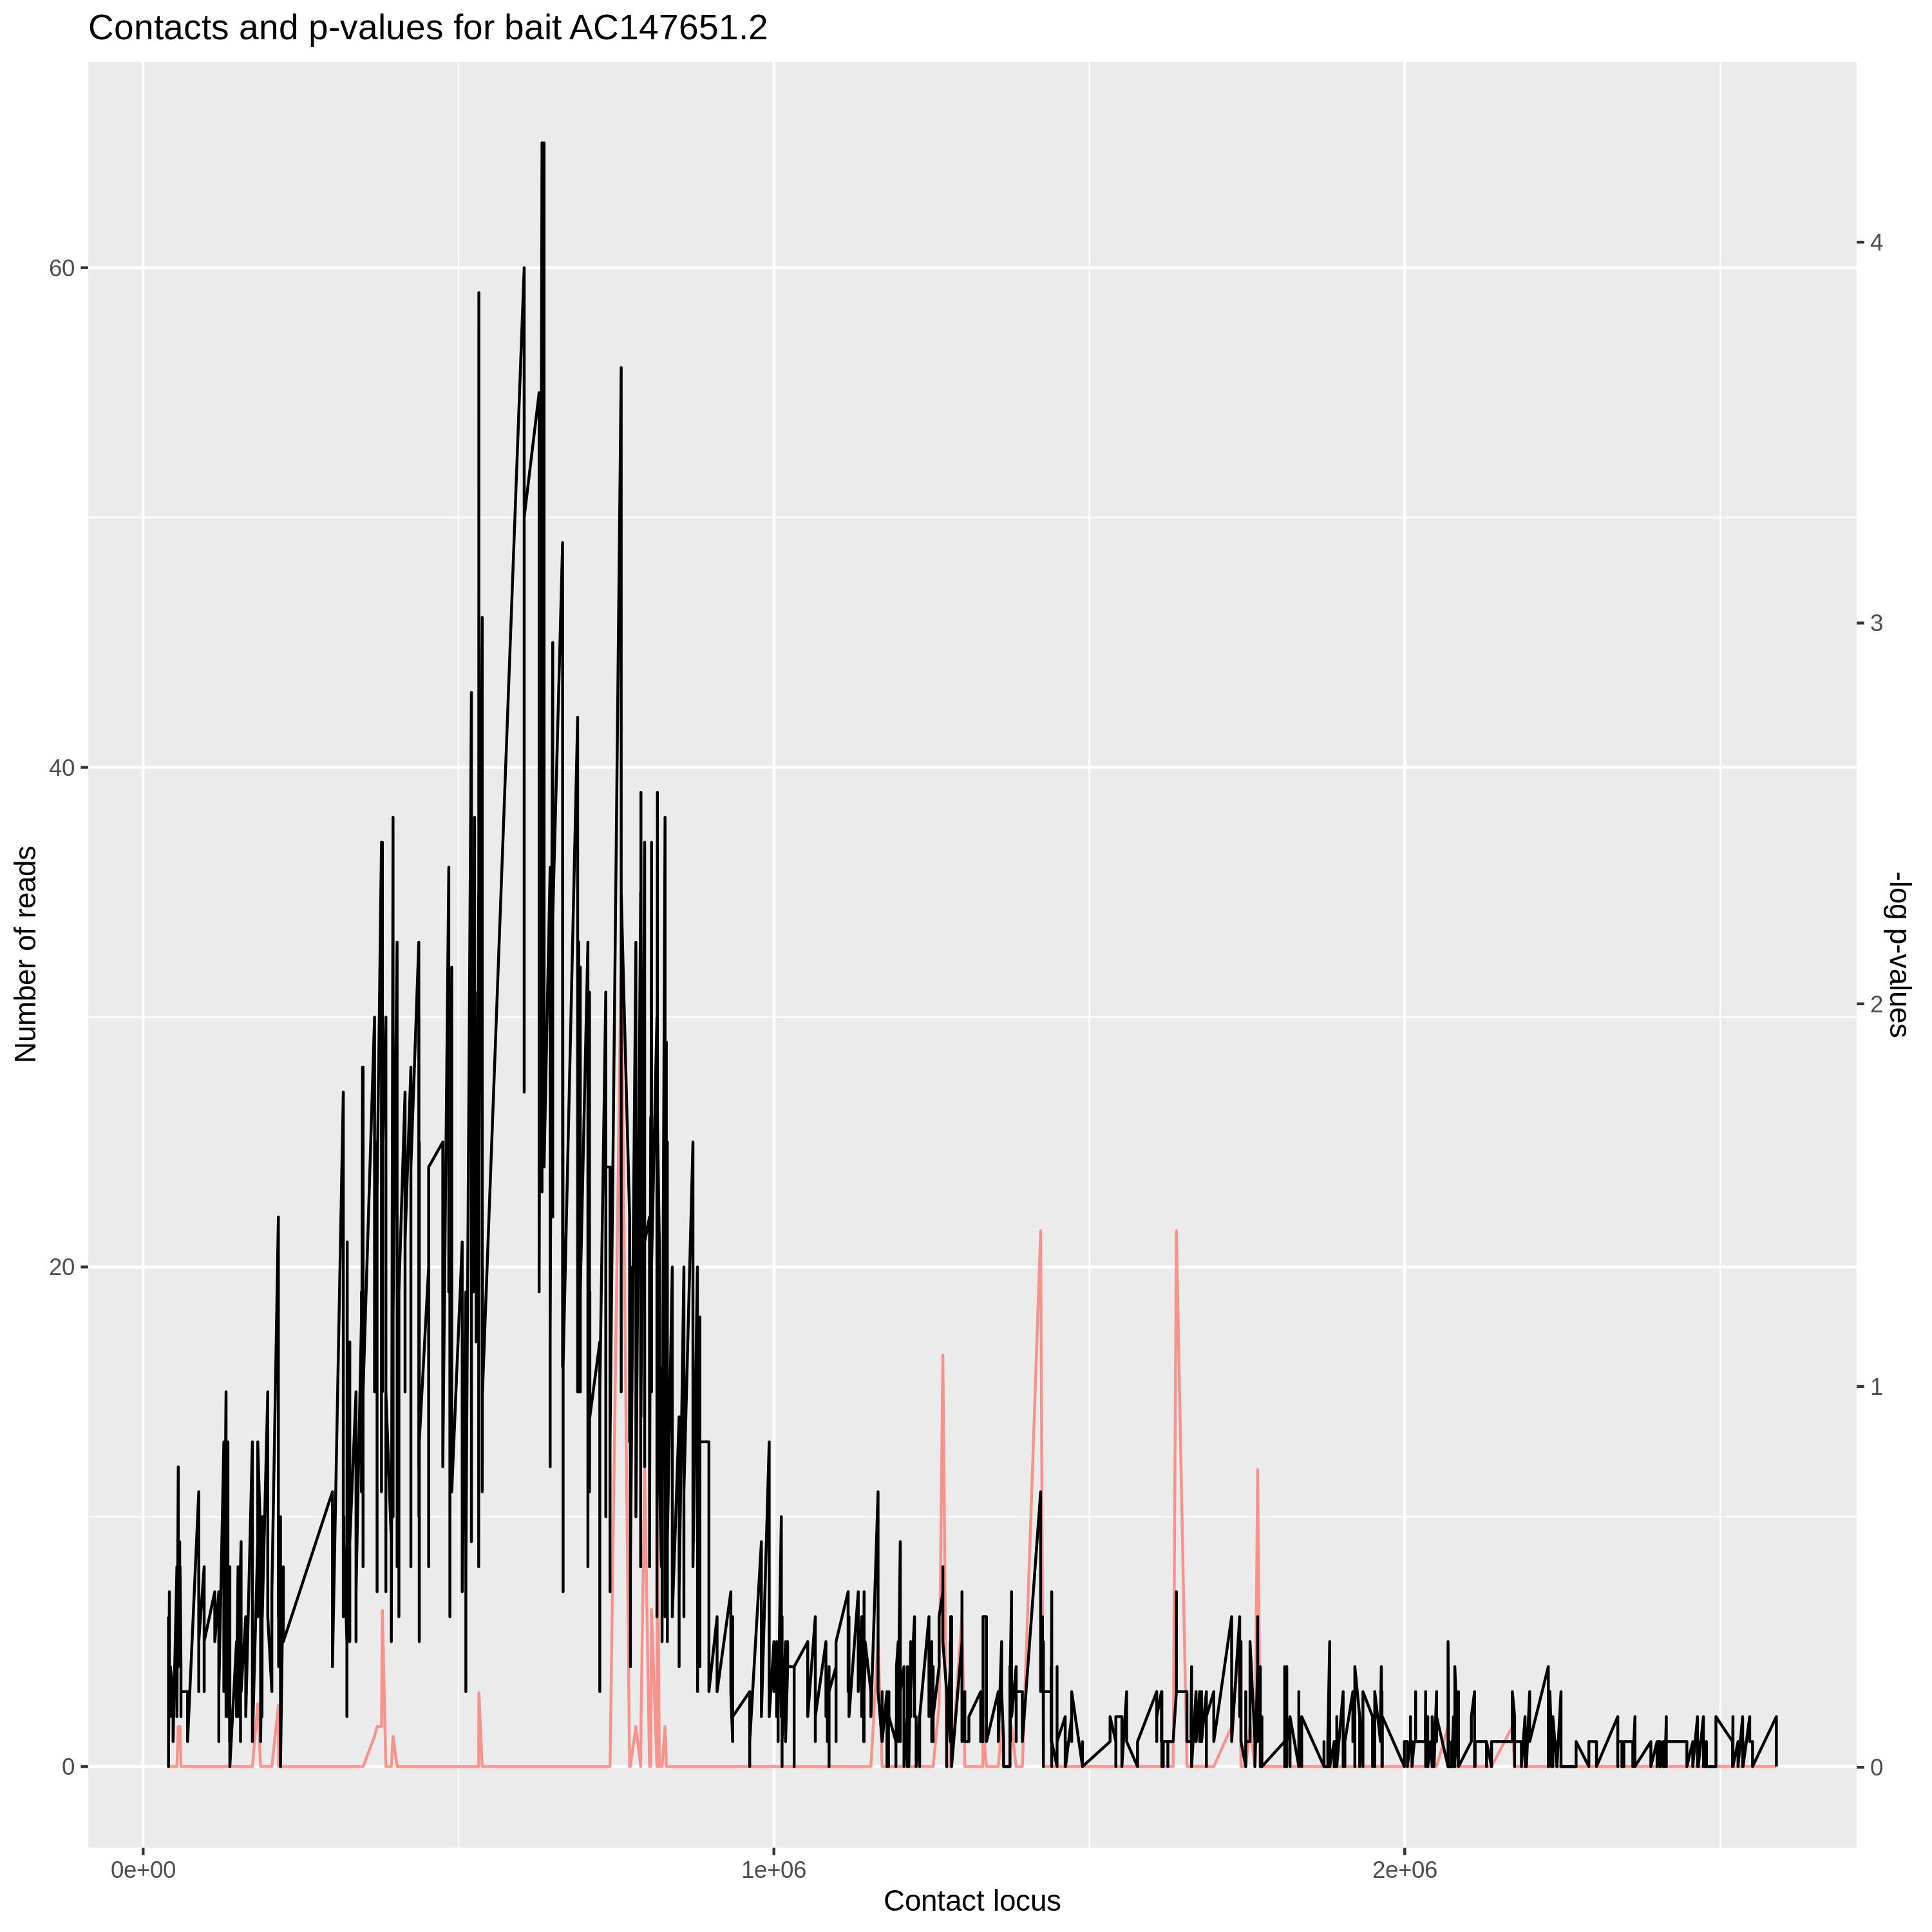 Contacts and p-values for bait AC147651.2
Number of reads
60
40
20
0
4
3
2
1
0
-log p-values
0e+00 1e+06 2e+06
Contact locus